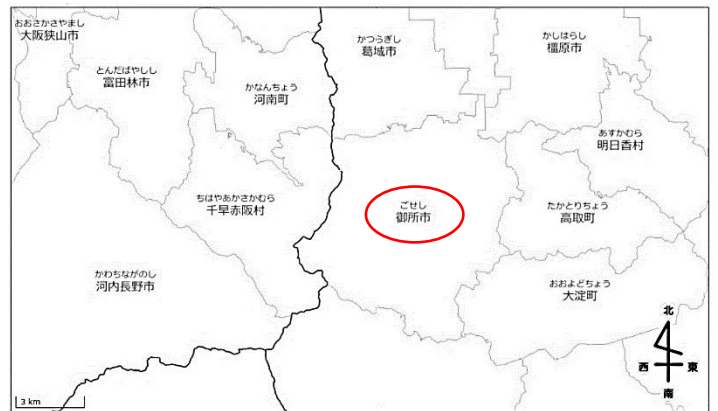 おおさかさやまし
大阪狭山市
とんだばやしし
富田林市
かなんちょう
河南町
かつらぎし
葛城市
かしはらし
橿原市
あすかむら
明日香村
ちはやあかさかむら
千早赤阪村
ごせし
御所市
たかとりちょう
高取町
かわちながのし
河内長野市
おおよどちょう
大淀町
北
西 東
南
3 km